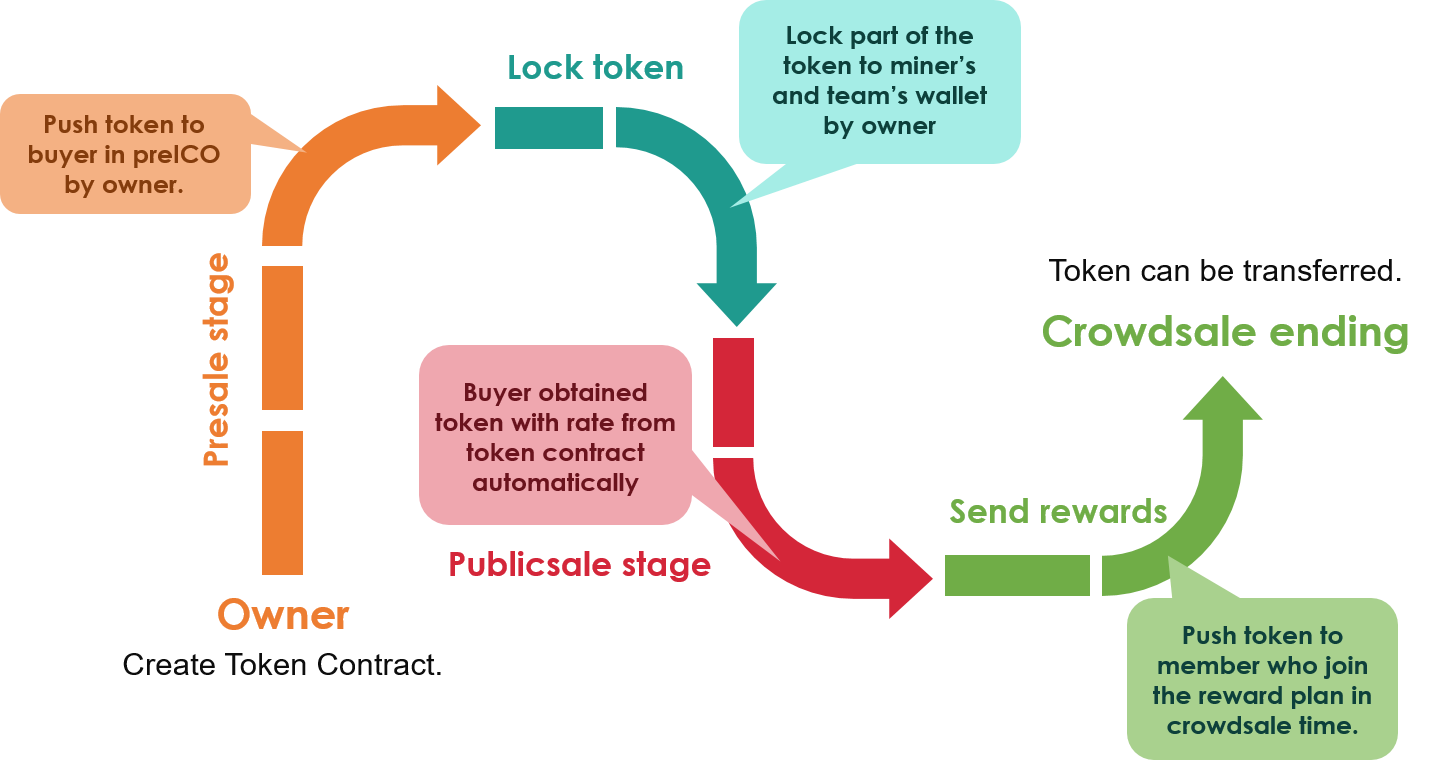 Owner
Create Token Contract.
Presale stage
Push token to
buyer in preICO
by owner.
Lock token
Lock part of the
token to miner's
and team's wallet
by owner
Publicsale stage
Buyer obtained
token with rate from
token contract
automatically
Send rewards
Push token to
member who join
the reward plan in
crowdsale time.
Token can be transferred.
Crowdsale ending